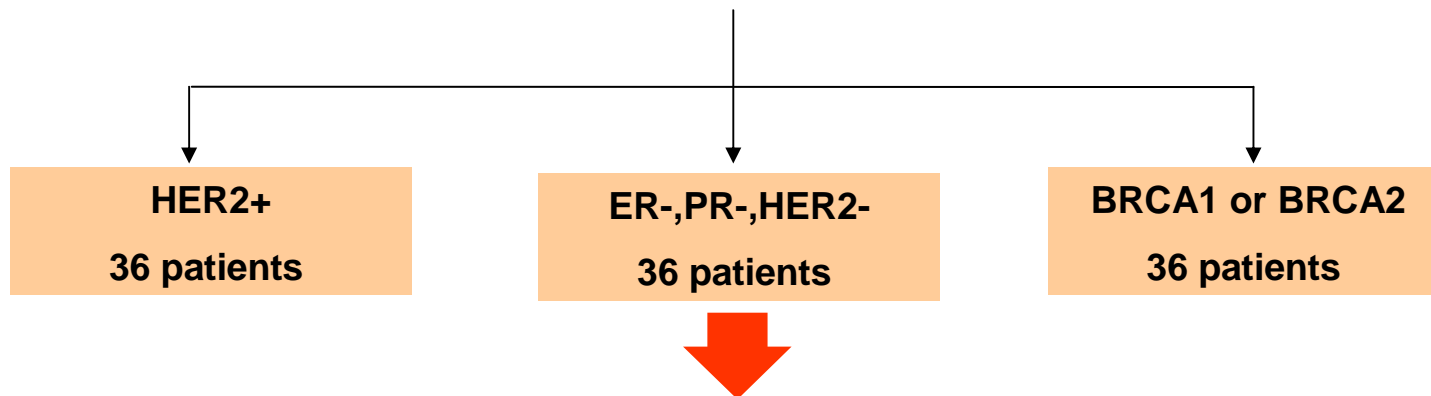 HER2+
36 patients
ER-,PR-,HER2-
36 patients
BRCA1 or BRCA2
36 patients